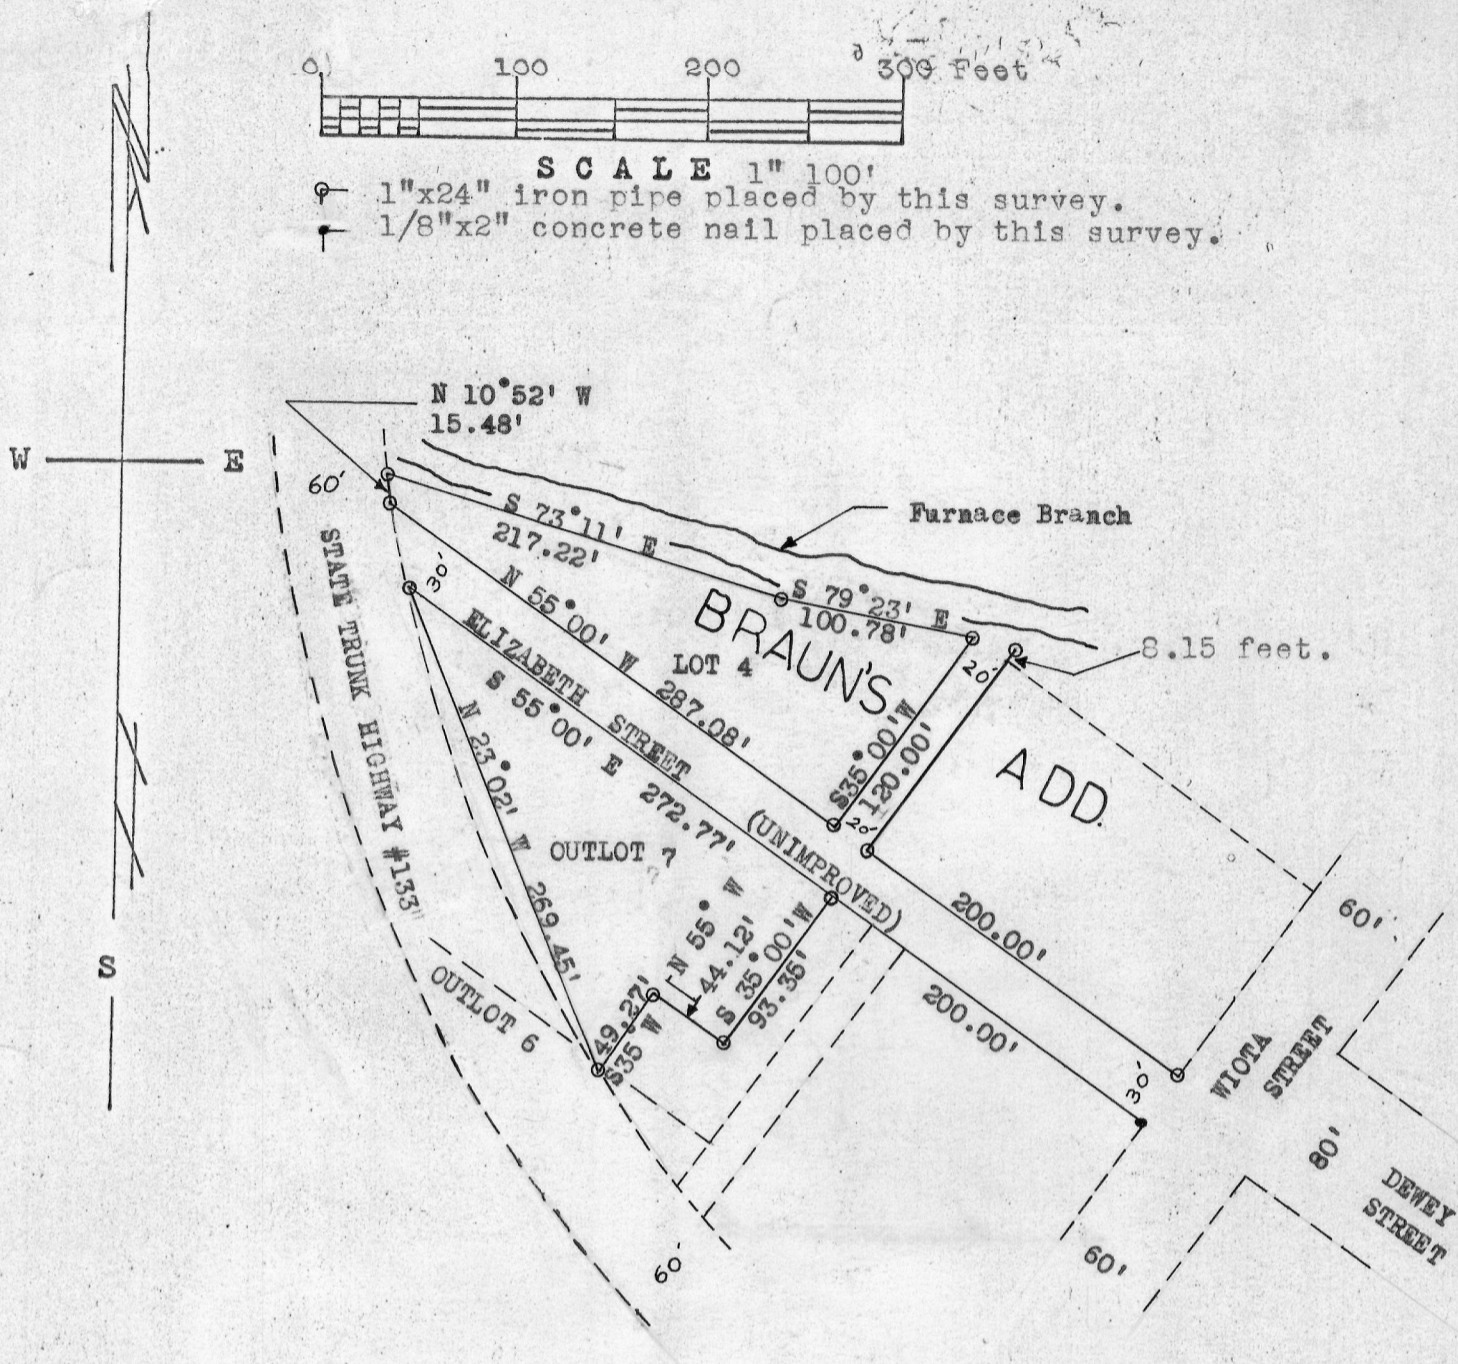 0 100 200 300 Feet
SCALE 1" 100'
1"x24" iron pipe placed by this survey.
1/8"x2" concrete nail placed by this survey.
N 10°52' W
15.48'
W E
60'
S 73°11' E
217.22'
Furnace Branch
30'
N 55°00' W 287.08'
S 79°23' E
100.78'
BRAUN'S
LOT 4
8.15 feet.
20'
STATE TRUNK HIGHWAY #133"
ELIZABETH STREET (UNIMPROVED)
S 55°00' E 272.77'
S35°00'W
120.00'
ADD.
N 23°02' W 269.45'
20'
OUTLOT 7
N 55° W
44.12'
S 35°00'W
93.35'
200.00'
60'
S
OUTLOT 6
49.27'
S35° W
200.00'
30'
WIOTA
STREET
80'
DEWEY
STREET
60'
60'